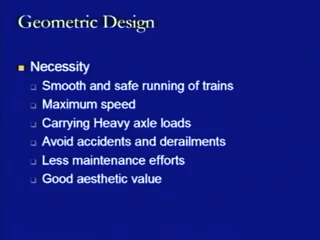 Geometric Design
Necessity
Smooth and safe running of trains
Maximum speed
Carrying Heavy axle loads
Avoid accidents and derailments
Less maintenance efforts
Good aesthetic value